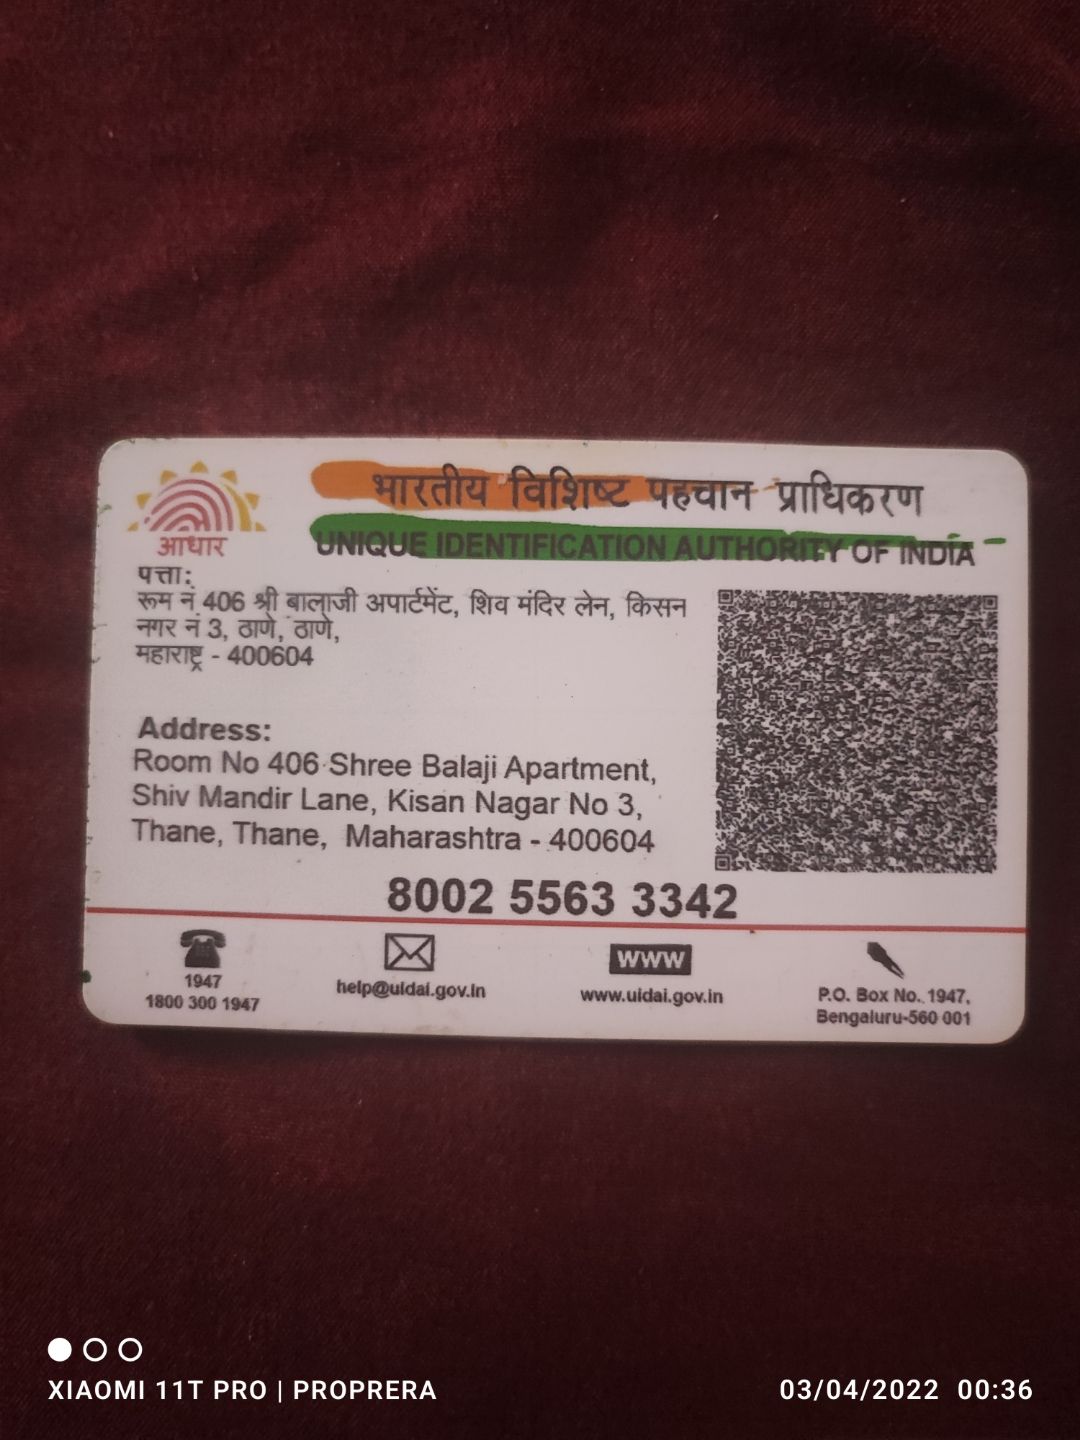 भारतीय विशिष्ट पहचान प्राधिकरण
UNIQUE IDENTIFICATION AUTHORITY OF INDIA
आधार
पत्ता:
रूम नं 406 श्री बालाजी अपार्टमेंट, शिव मंदिर लेन, किसन
नगर नं 3, ठाणे, ठाणे,
महाराष्ट्र - 400604
Address:
Room No 406 Shree Balaji Apartment,
Shiv Mandir Lane, Kisan Nagar No 3,
Thane, Thane, Maharashtra - 400604
8002 5563 3342
1947
1800 300 1947
help@uidai.gov.in
www
www.uidai.gov.in
P.O. Box No. 1947,
Bengaluru-560 001
XIAOMI 11T PRO | PROPRERA
03/04/2022 00:36